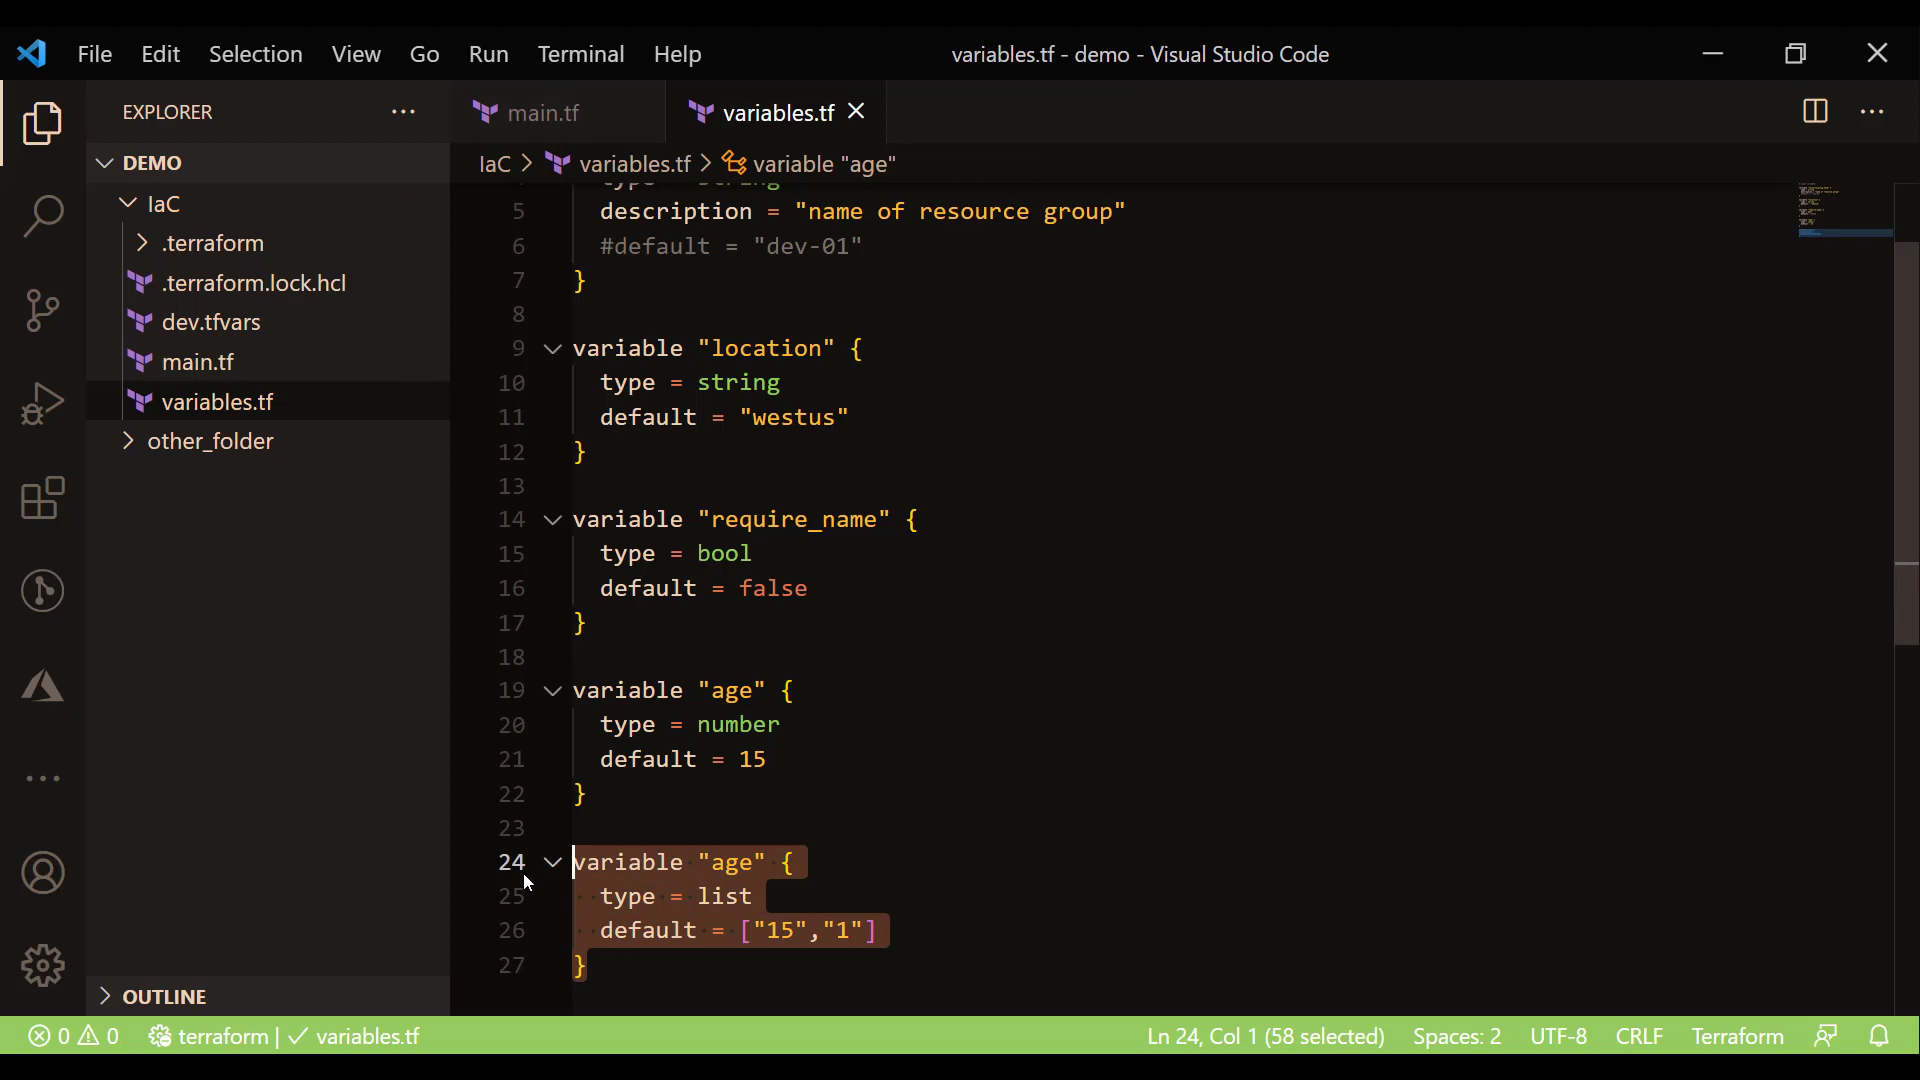 File Edit Selection View Go Run Terminal Help
variables.tf - demo - Visual Studio Code
EXPLORER
DEMO
IaC
.terraform
.terraform.lock.hcl
dev.tfvars
main.tf
variables.tf
other_folder
OUTLINE
main.tf
variables.tf
IaC > variables.tf > variable "age"
5 description = "name of resource group"
6 #default = "dev-01"
7 }
8
9 variable "location" {
10 type = string
11 default = "westus"
12 }
13
14 variable "require_name" {
15 type = bool
16 default = false
17 }
18
19 variable "age" {
20 type = number
21 default = 15
22 }
23
24 variable "age" {
25 type = list
26 default = ["15","1"]
27 }
0 0 terraform | ✓ variables.tf
Ln 24, Col 1 (58 selected) Spaces: 2 UTF-8 CRLF Terraform